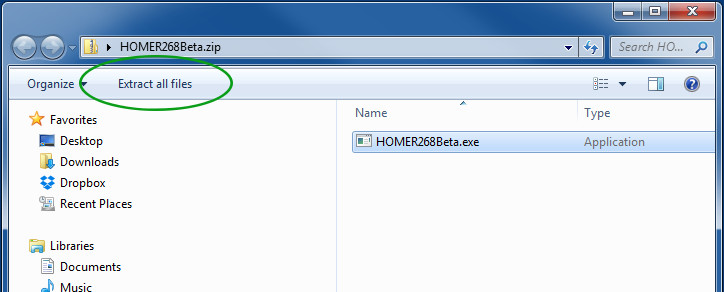 HOMER268Beta.zip
Search HO...
Organize
Extract all files
Favorites
Desktop
Downloads
Dropbox
Recent Places
Libraries
Documents
Music
Name
Type
HOMER268Beta.exe
Application